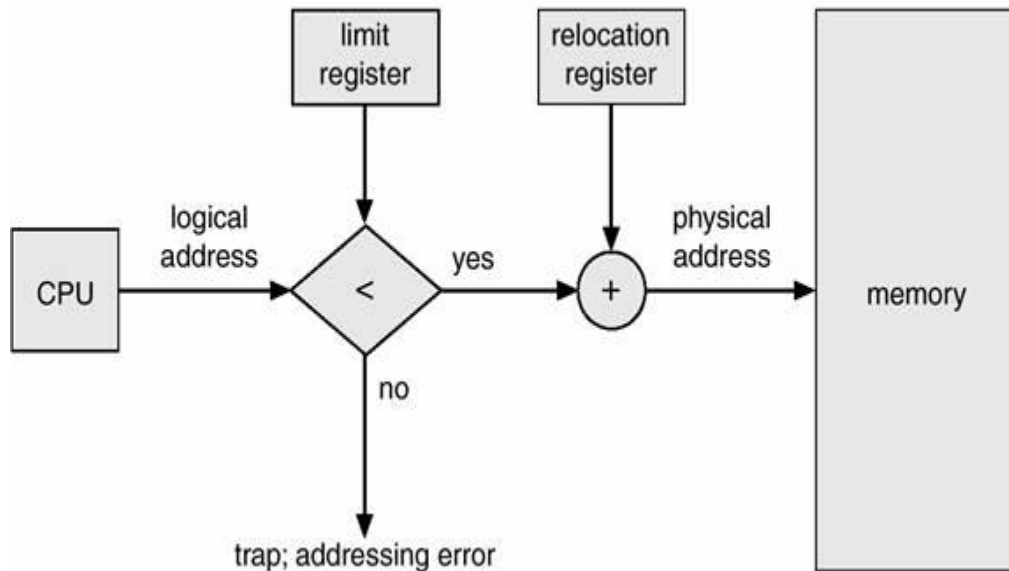 limit
register
relocation
register
logical
address
physical
address
CPU
<
yes
+
memory
no
trap; addressing error